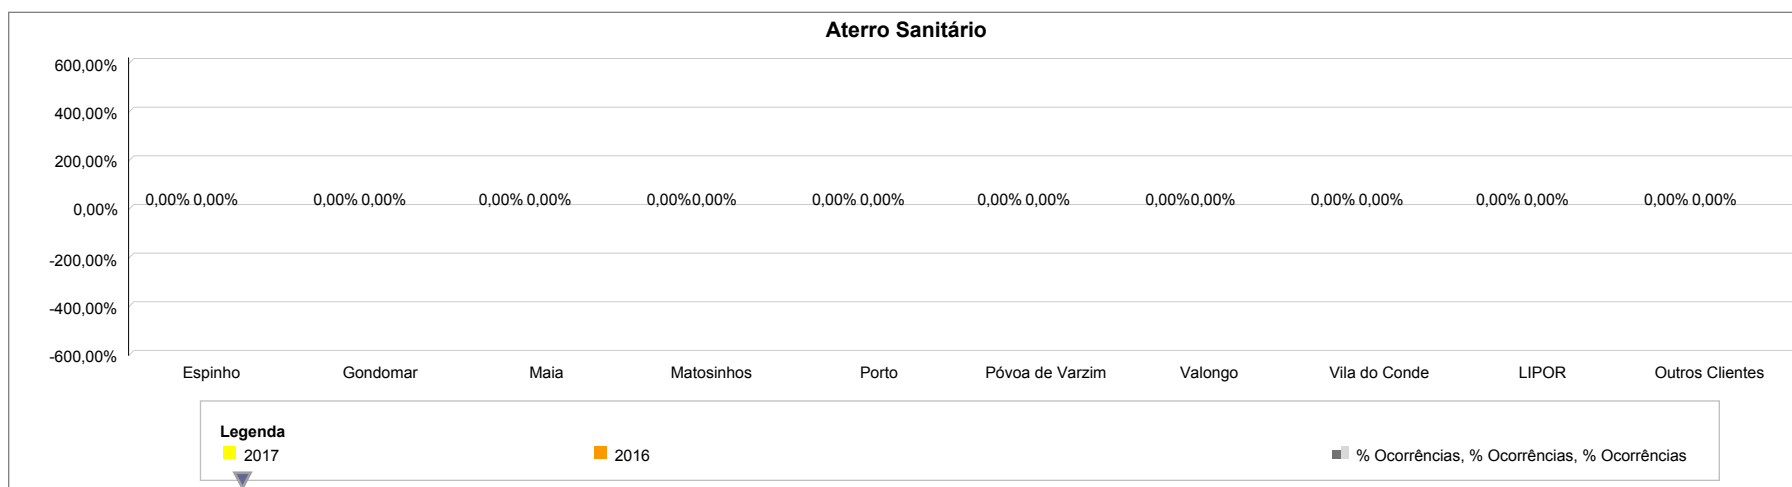 Aterro Sanitário
600,00%
400,00%
200,00%
0,00%
-200,00%
-400,00%
-600,00%
0,00% 0,00% 0,00% 0,00% 0,00% 0,00% 0,00%0,00% 0,00% 0,00% 0,00% 0,00% 0,00%0,00% 0,00% 0,00% 0,00% 0,00% 0,00% 0,00%
Espinho Gondomar Maia Matosinhos Porto Póvoa de Varzim Valongo Vila do Conde LIPOR Outros Clientes
Legenda
2017 2016 % Ocorrências, % Ocorrências, % Ocorrências